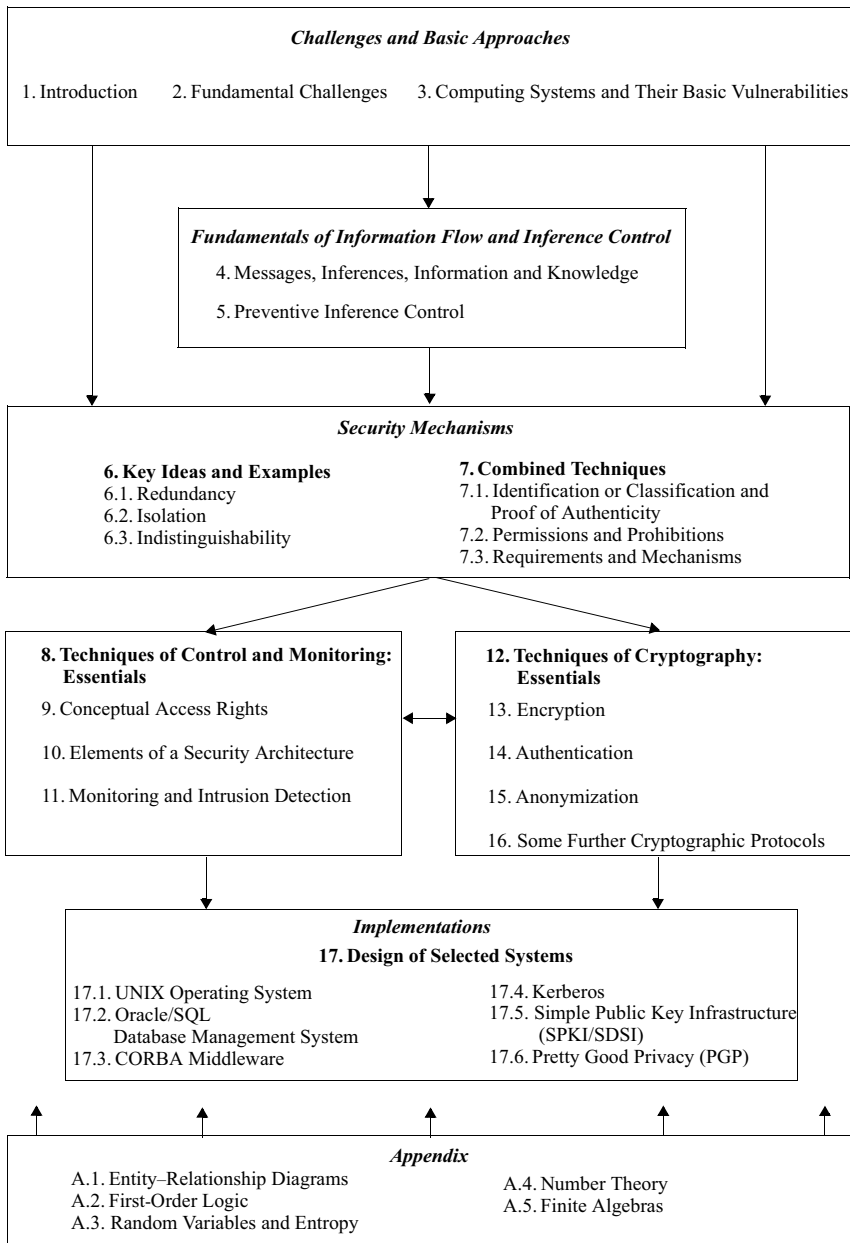 Challenges and Basic Approaches
1. Introduction 2. Fundamental Challenges 3. Computing Systems and Their Basic Vulnerabilities
Fundamentals of Information Flow and Inference Control
4. Messages, Inferences, Information and Knowledge
5. Preventive Inference Control
Security Mechanisms
6. Key Ideas and Examples
6.1. Redundancy
6.2. Isolation
6.3. Indistinguishability
7. Combined Techniques
7.1. Identification or Classification and
Proof of Authenticity
7.2. Permissions and Prohibitions
7.3. Requirements and Mechanisms
8. Techniques of Control and Monitoring:
Essentials
9. Conceptual Access Rights
10. Elements of a Security Architecture
11. Monitoring and Intrusion Detection
12. Techniques of Cryptography:
Essentials
13. Encryption
14. Authentication
15. Anonymization
16. Some Further Cryptographic Protocols
Implementations
17. Design of Selected Systems
17.1. UNIX Operating System
17.2. Oracle/SQL
Database Management System
17.3. CORBA Middleware
17.4. Kerberos
17.5. Simple Public Key Infrastructure
(SPKI/SDSI)
17.6. Pretty Good Privacy (PGP)
Appendix
A.1. Entity–Relationship Diagrams
A.2. First-Order Logic
A.3. Random Variables and Entropy
A.4. Number Theory
A.5. Finite Algebras